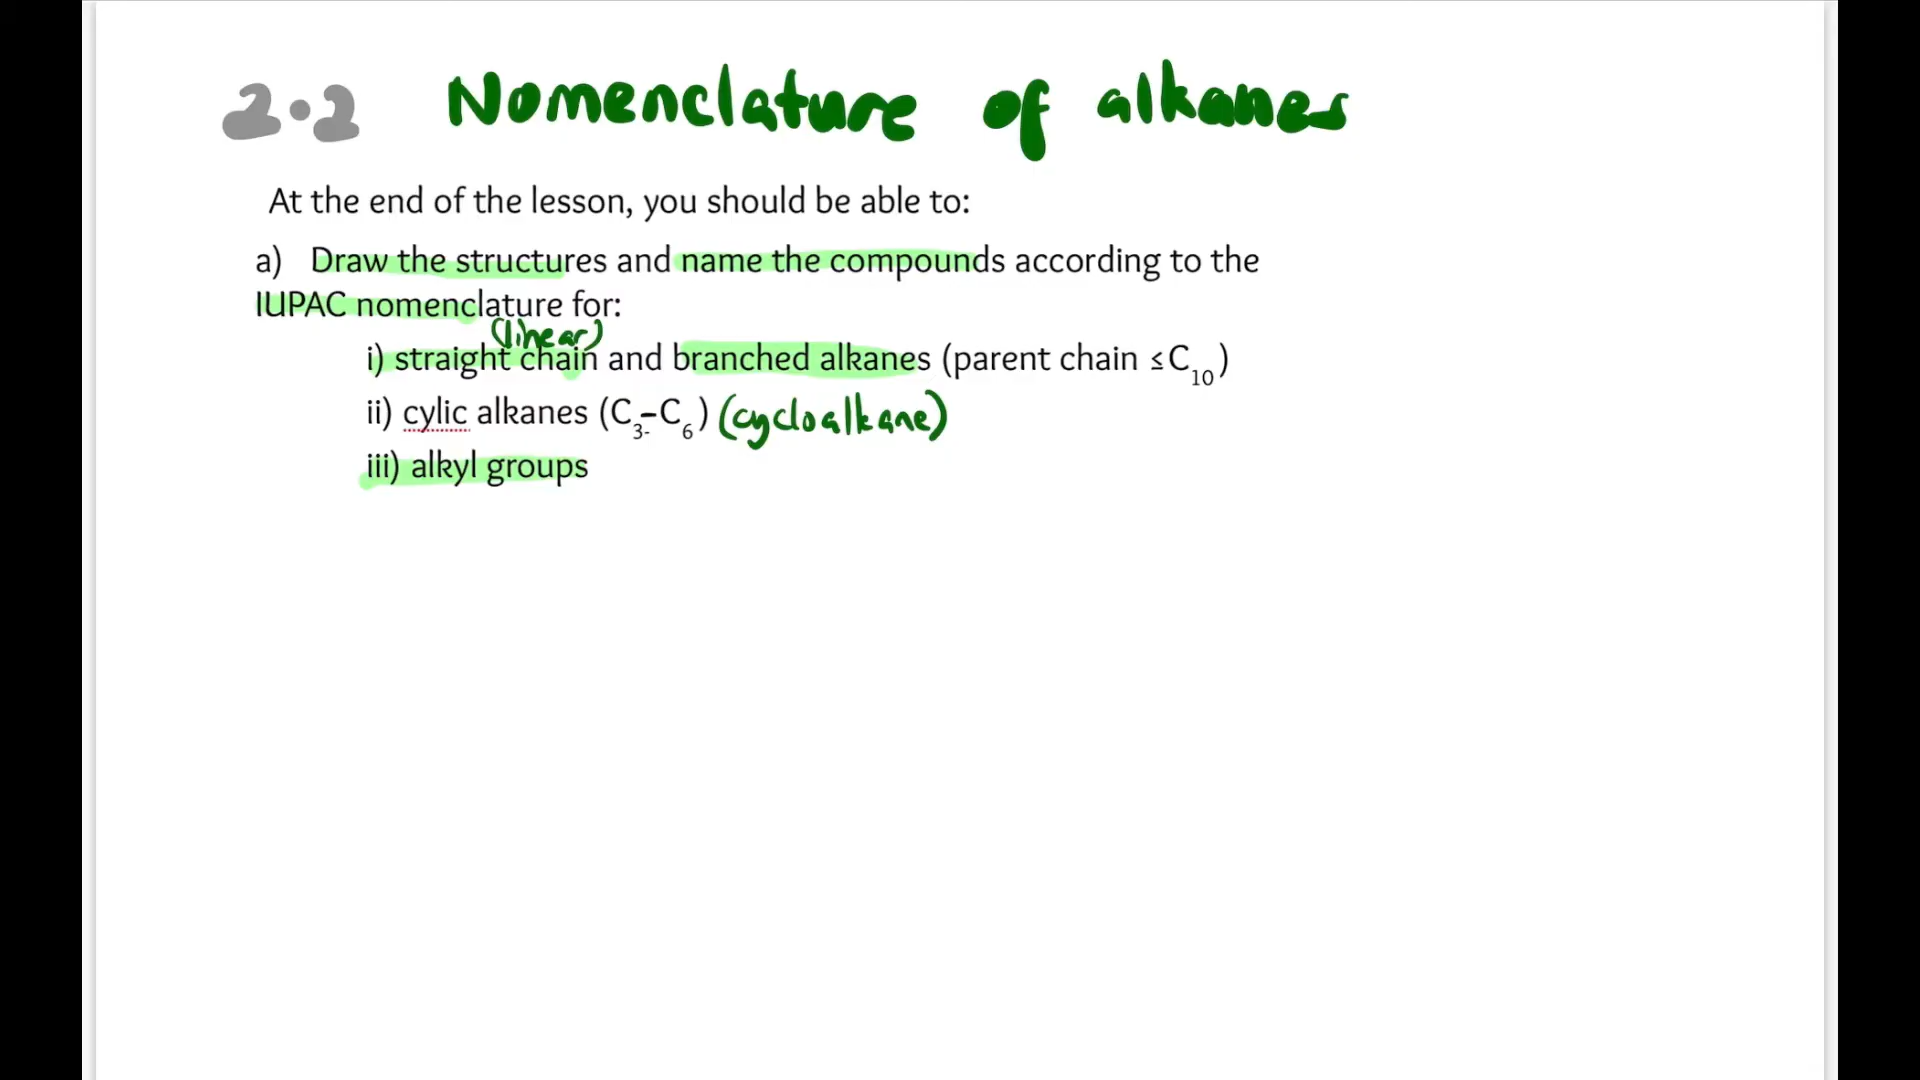 2.2 Nomenclature of alkanes
At the end of the lesson, you should be able to:
a) Draw the structures and name the compounds according to the
IUPAC nomenclature for:
(linear)
i) straight chain and branched alkanes (parent chain ≤C10)
ii) cylic alkanes (C3-–C6) (cycloalkane)
iii) alkyl groups